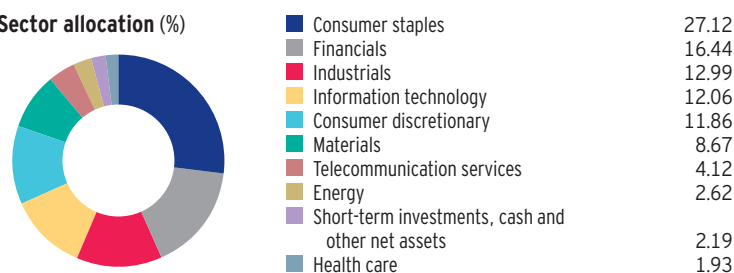 Sector allocation (%)
Consumer staples 27.12
Financials 16.44
Industrials 12.99
Information technology 12.06
Consumer discretionary 11.86
Materials 8.67
Telecommunication services 4.12
Energy 2.62
Short-term investments, cash and
other net assets 2.19
Health care 1.93